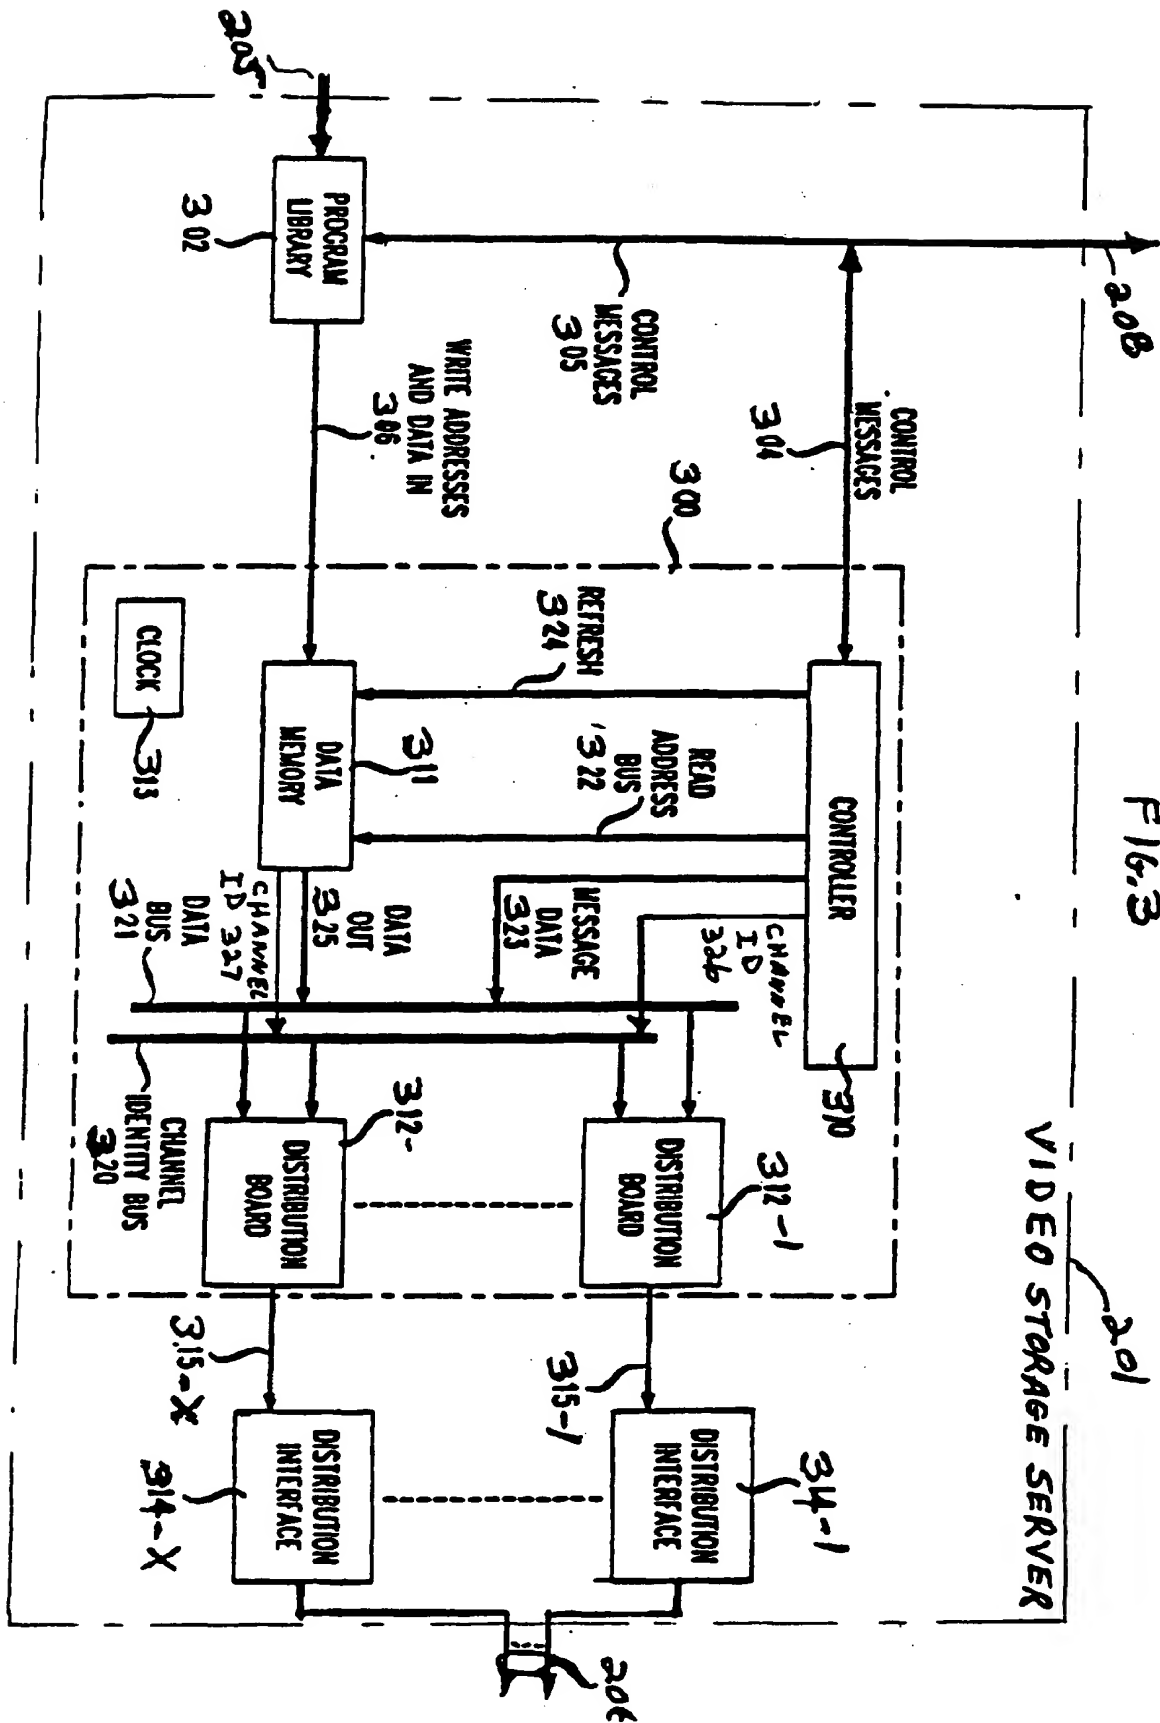 FIG.3
VIDEO STORAGE SERVER
201
208
CONTROL
MESSAGES
304
CONTROL
MESSAGES
305
205
PROGRAM
LIBRARY
302
WRITE ADDRESSES
AND DATA IN
306
300
CONTROLLER
310
REFRESH
324
READ
ADDRESS
BUS
322
MESSAGE
DATA
323
CHANNEL
ID
326
DATA
MEMORY
311
CLOCK
313
DATA
OUT
325
CHANNEL
ID 327
DATA
BUS
321
CHANNEL
IDENTITY BUS
320
DISTRIBUTION
BOARD
312-1
DISTRIBUTION
BOARD
312-
315-1
315-X
DISTRIBUTION
INTERFACE
314-1
DISTRIBUTION
INTERFACE
314-X